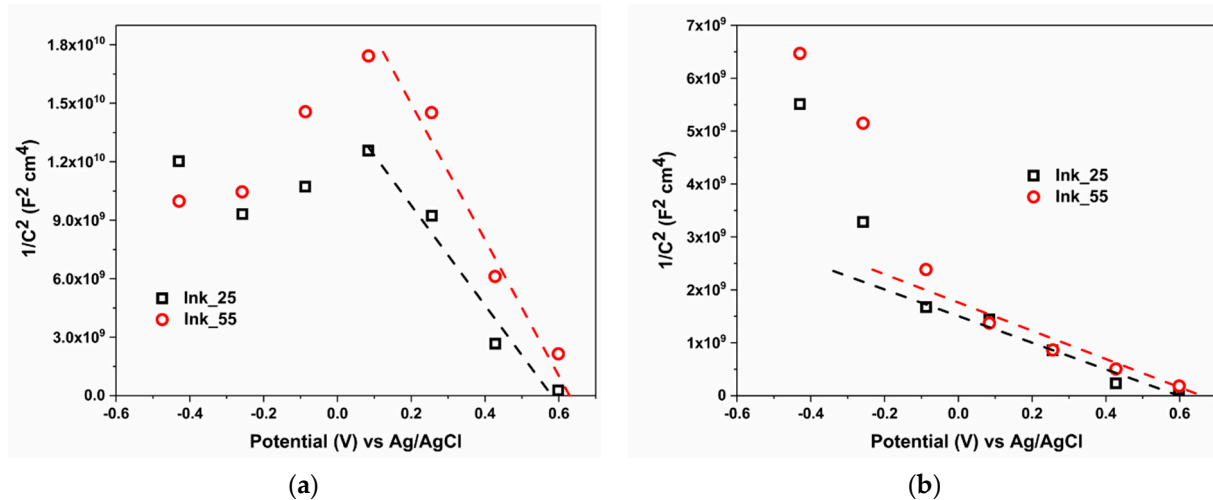 1.8x10¹⁰
1.5x10¹⁰
1.2x10¹⁰
9.0x10⁹
6.0x10⁹
3.0x10⁹
0.0
1/C² (F² cm⁴)
Ink_25
Ink_55
-0.6 -0.4 -0.2 0.0 0.2 0.4 0.6
Potential (V) vs Ag/AgCl
(a)
7x10⁹
6x10⁹
5x10⁹
4x10⁹
3x10⁹
2x10⁹
1x10⁹
0
1/C² (F² cm⁴)
Ink_25
Ink_55
-0.6 -0.4 -0.2 0.0 0.2 0.4 0.6
Potential (V) vs Ag/AgCl
(b)